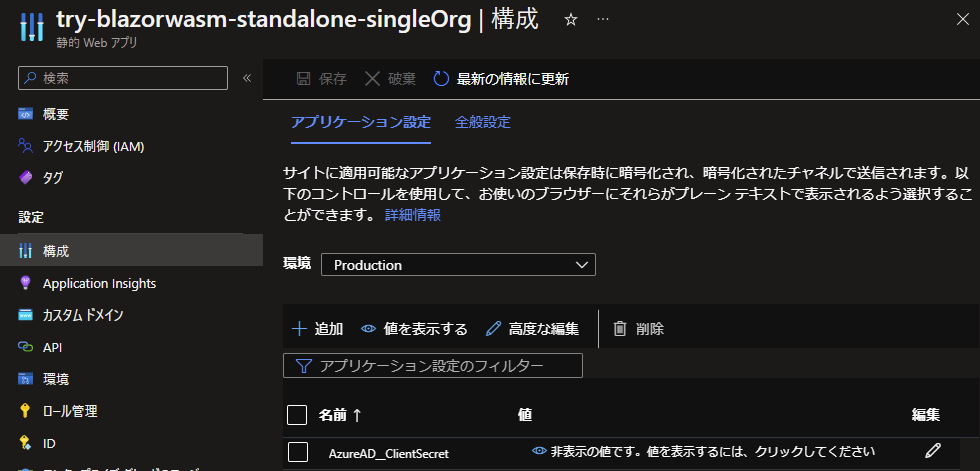 try-blazorwasm-standalone-singleOrg | 構成
静的 Web アプリ
検索
概要
アクセス制御 (IAM)
タグ
設定
構成
Application Insights
カスタム ドメイン
API
環境
ロール管理
ID
保存
破棄
最新の情報に更新
アプリケーション設定
全般設定
サイトに適用可能なアプリケーション設定は保存時に暗号化され、暗号化されたチャネルで送信されます。以
下のコントロールを使用して、お使いのブラウザーにそれらがプレーン テキストで表示されるよう選択するこ
とができます。 詳細情報
環境
Production
追加
値を表示する
高度な編集
削除
アプリケーション設定のフィルター
名前 ↑
値
編集
AzureAD__ClientSecret
非表示の値です。値を表示するには、クリックしてください